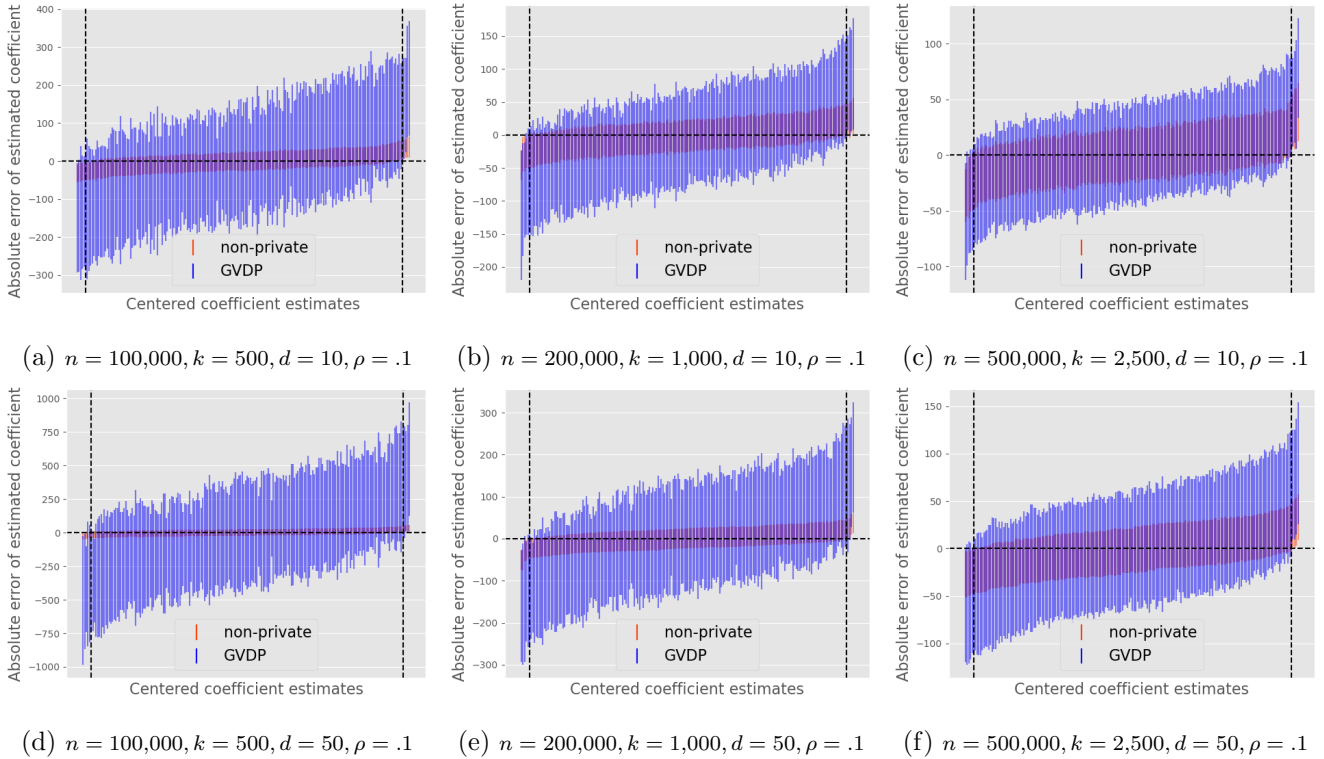 Absolute error of estimated coefficient
400
300
200
100
0
−100
−200
−300
non-private
GVDP
Centered coefficient estimates
(a) n = 100,000, k = 500, d = 10, ρ = .1
Absolute error of estimated coefficient
150
100
50
0
−50
−100
−150
−200
non-private
GVDP
Centered coefficient estimates
(b) n = 200,000, k = 1,000, d = 10, ρ = .1
Absolute error of estimated coefficient
100
50
0
−50
−100
non-private
GVDP
Centered coefficient estimates
(c) n = 500,000, k = 2,500, d = 10, ρ = .1
Absolute error of estimated coefficient
1000
750
500
250
0
−250
−500
−750
−1000
non-private
GVDP
Centered coefficient estimates
(d) n = 100,000, k = 500, d = 50, ρ = .1
Absolute error of estimated coefficient
300
200
100
0
−100
−200
−300
non-private
GVDP
Centered coefficient estimates
(e) n = 200,000, k = 1,000, d = 50, ρ = .1
Absolute error of estimated coefficient
150
100
50
0
−50
−100
non-private
GVDP
Centered coefficient estimates
(f) n = 500,000, k = 2,500, d = 50, ρ = .1